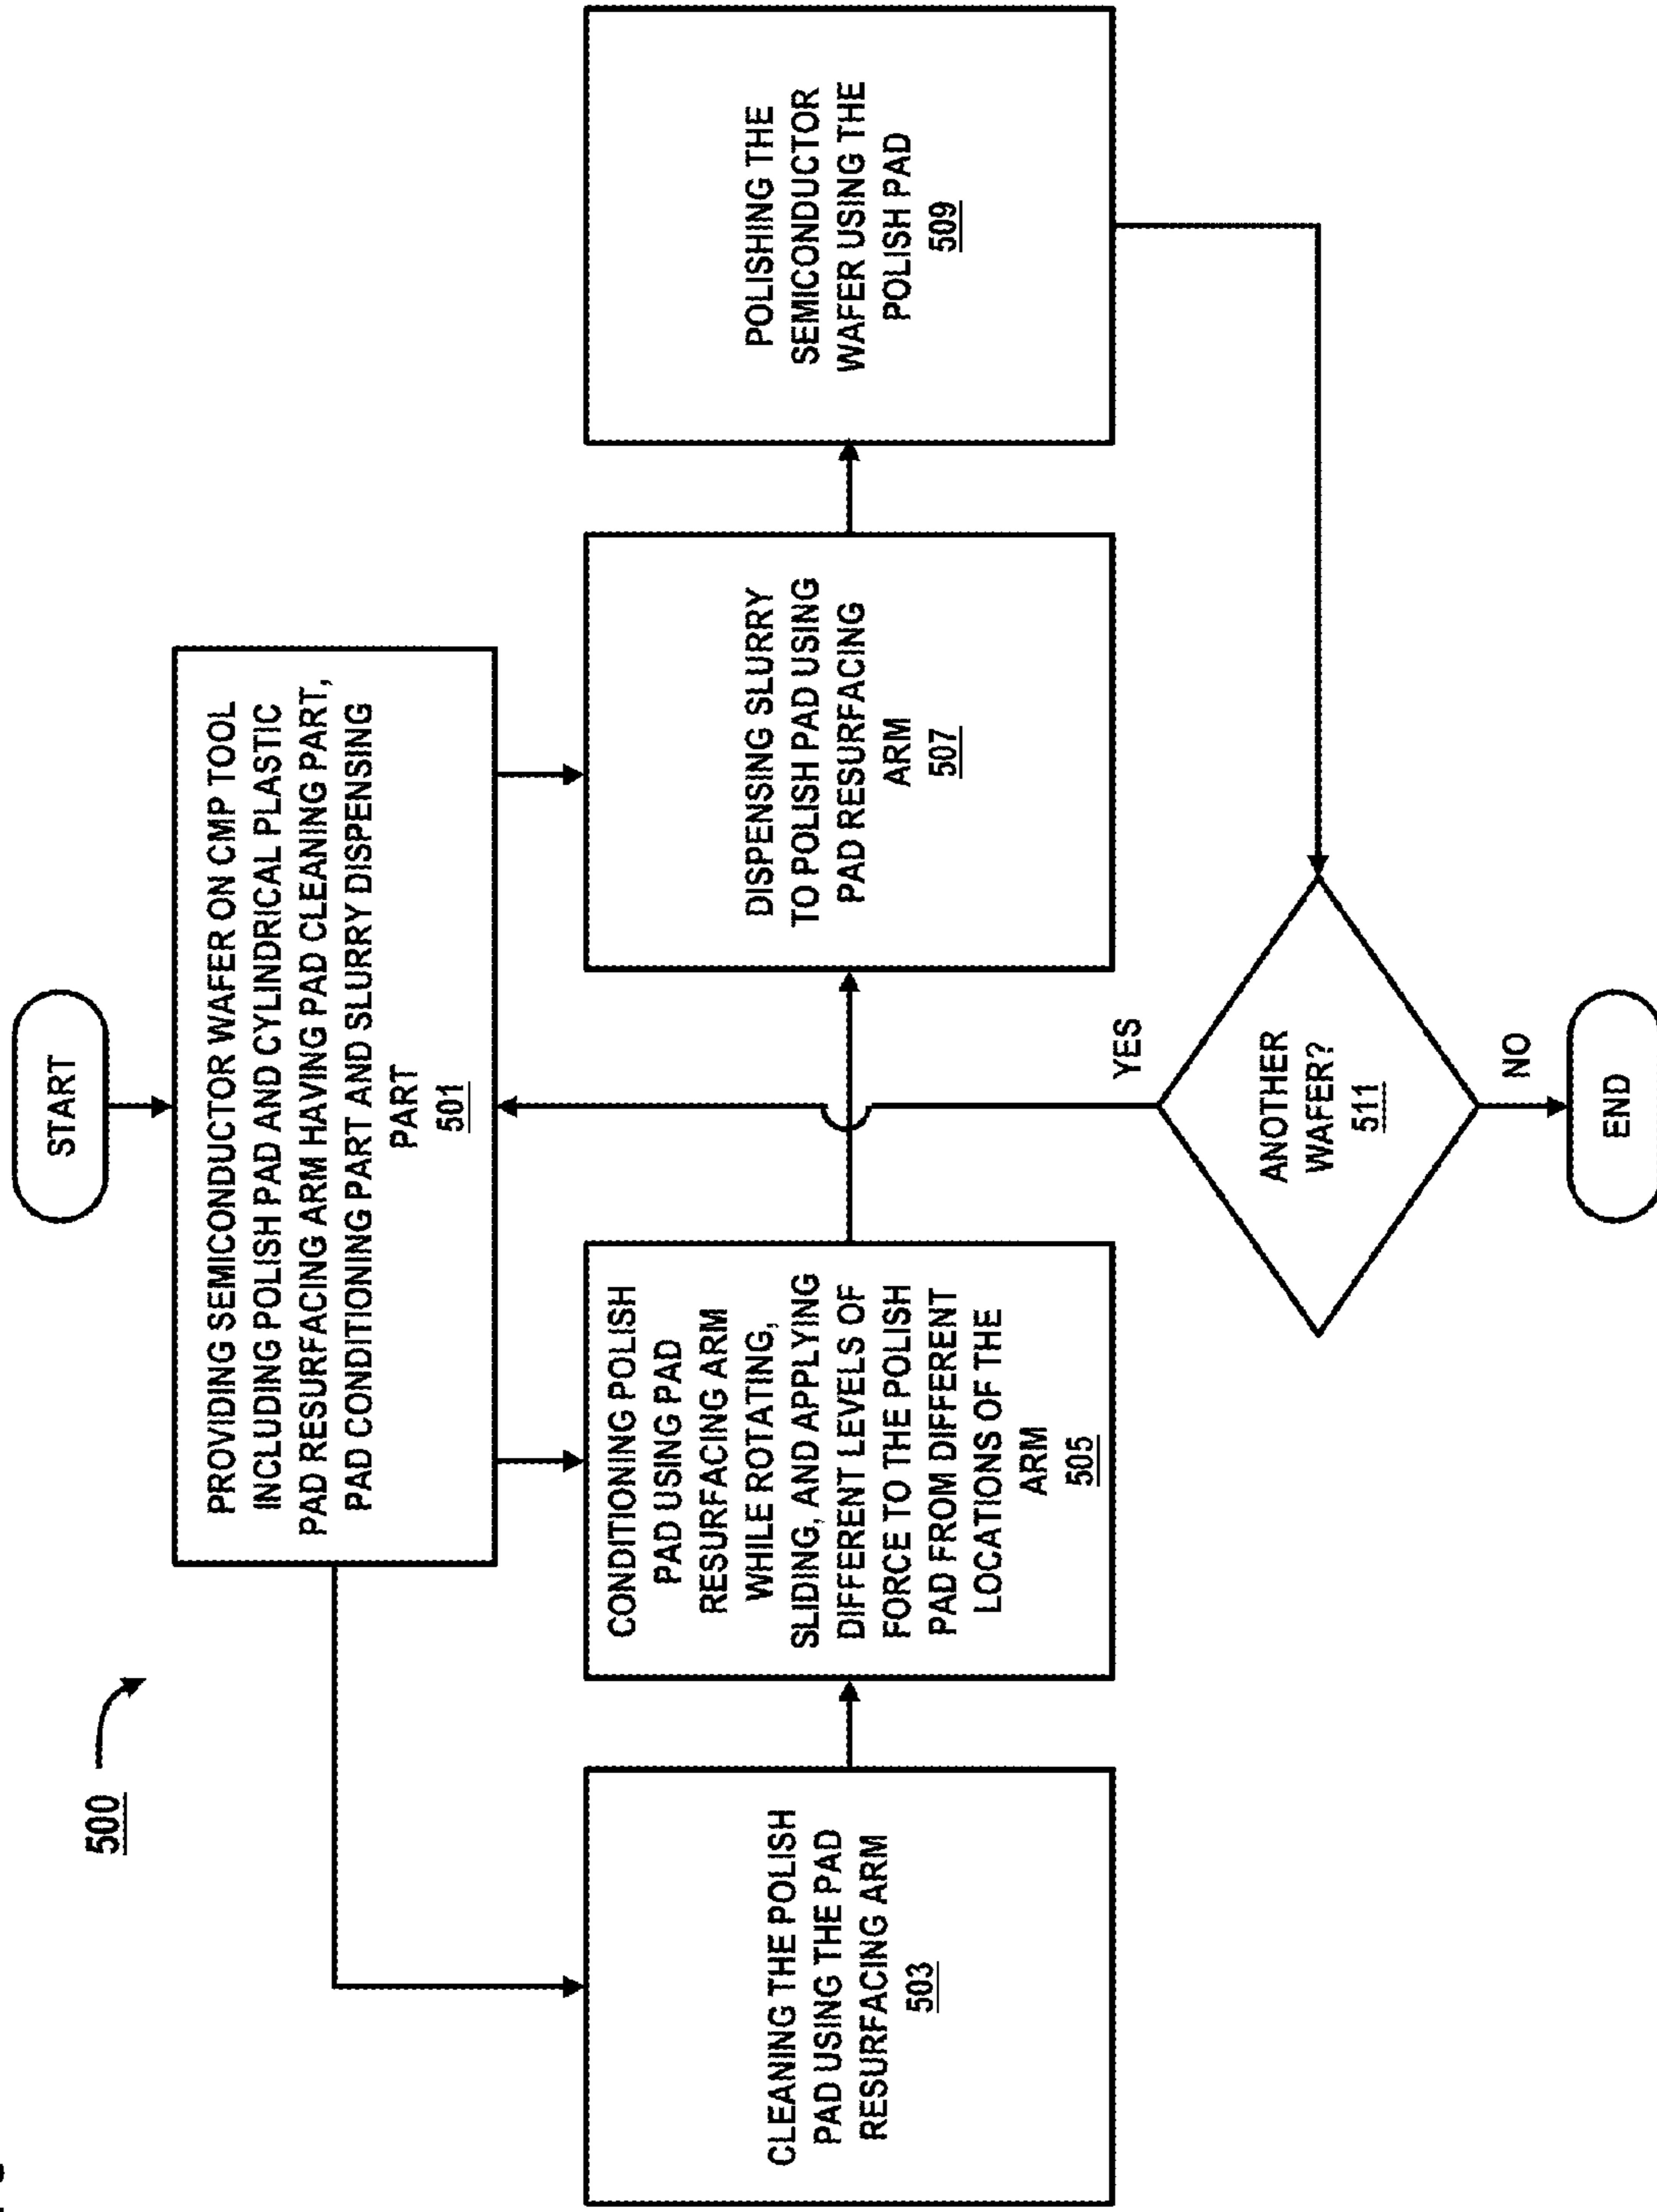 500
START
PROVIDING SEMICONDUCTOR WAFER ON CMP TOOL
INCLUDING POLISH PAD AND CYLINDRICAL PLASTIC
PAD RESURFACING ARM HAVING PAD CLEANING PART,
PAD CONDITIONING PART AND SLURRY DISPENSING
PART
501
CLEANING THE POLISH
PAD USING THE PAD
RESURFACING ARM
503
CONDITIONING POLISH
PAD USING PAD
RESURFACING ARM
WHILE ROTATING,
SLIDING, AND APPLYING
DIFFERENT LEVELS OF
FORCE TO THE POLISH
PAD FROM DIFFERENT
LOCATIONS OF THE
ARM
505
DISPENSING SLURRY
TO POLISH PAD USING
PAD RESURFACING
ARM
507
POLISHING THE
SEMICONDUCTOR
WAFER USING THE
POLISH PAD
509
YES
ANOTHER
WAFER?
511
NO
END